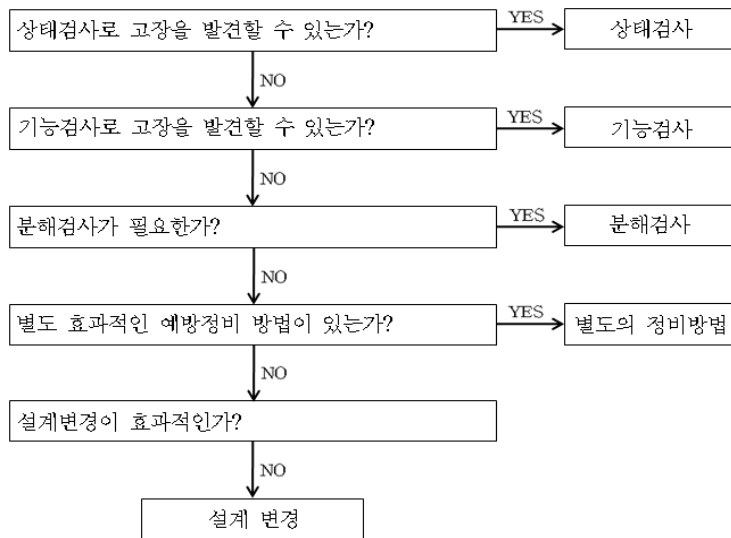 상태검사로 고장을 발견할 수 있는가?
YES
상태검사
NO
기능검사로 고장을 발견할 수 있는가?
YES
기능검사
NO
분해검사가 필요한가?
YES
분해검사
NO
별도 효과적인 예방정비 방법이 있는가?
YES
별도의 정비방법
NO
설계변경이 효과적인가?
NO
설계 변경